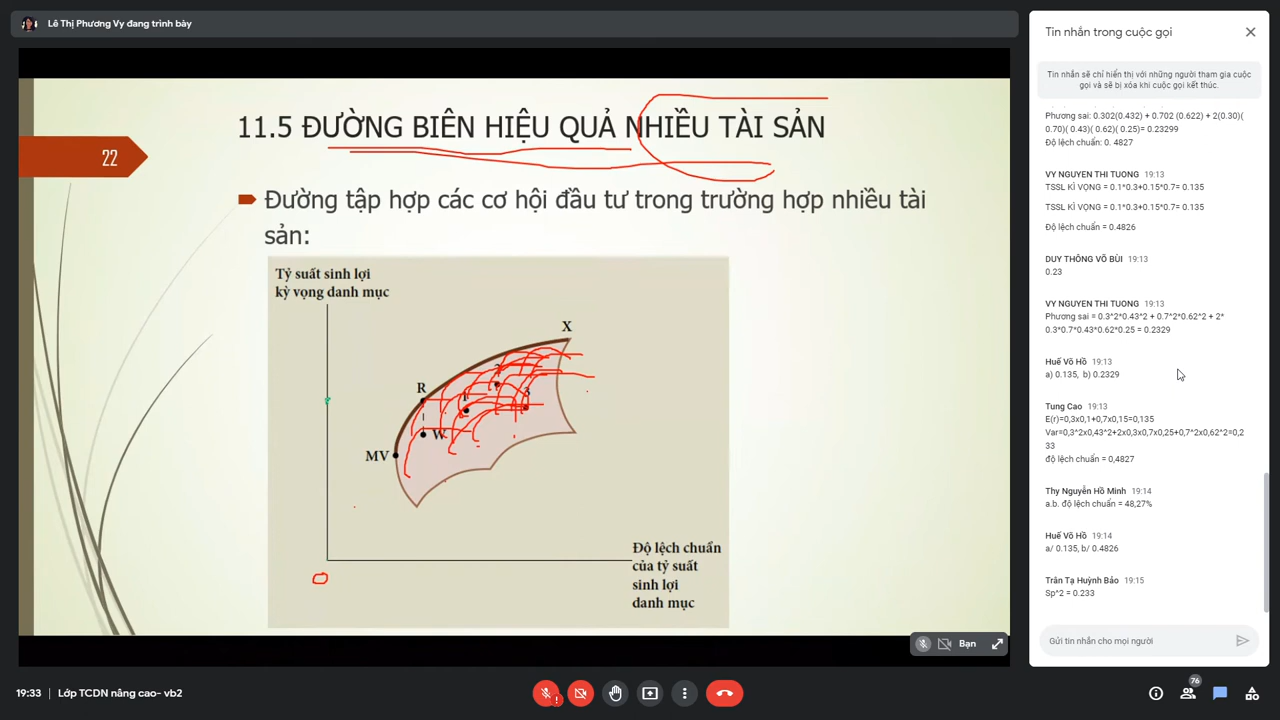 Lê Thị Phương Vy đang trình bày
11.5 ĐƯỜNG BIÊN HIỆU QUẢ NHIỀU TÀI SẢN
22
Đường tập hợp các cơ hội đầu tư trong trường hợp nhiều tài
sản:
Tỷ suất sinh lợi
kỳ vọng danh mục
X
2
R
1
3
W
MV
Độ lệch chuẩn
của tỷ suất
sinh lợi
danh mục
0
Bạn
Tin nhắn trong cuộc gọi
Tin nhắn sẽ chỉ hiển thị với những người tham gia cuộc
gọi và sẽ bị xóa khi cuộc gọi kết thúc.
Phương sai: 0.302(0.432) + 0.702 (0.622) + 2(0.30)(
0.70)( 0.43)( 0.62)( 0.25)= 0.23299
Độ lệch chuẩn: 0. 4827
VY NGUYEN THI TUONG 19:13
TSSL KÌ VỌNG = 0.1*0.3+0.15*0.7= 0.135
TSSL KÌ VỌNG = 0.1*0.3+0.15*0.7= 0.135
Độ lệch chuẩn = 0.4826
DUY THÔNG VÕ BÙI 19:13
0.23
VY NGUYEN THI TUONG 19:13
Phương sai = 0.3^2*0.43^2 + 0.7^2*0.62^2 + 2*
0.3*0.7*0.43*0.62*0.25 = 0.2329
Huế Võ Hồ 19:13
a) 0.135, b) 0.2329
Tung Cao 19:13
E(r)=0,3x0,1+0,7x0,15=0,135
Var=0,3^2x0,43^2+2x0,3x0,7x0,25+0,7^2x0,62^2=0,2
33
độ lệch chuẩn = 0,4827
Thy Nguyễn Hồ Minh 19:14
a.b. độ lệch chuẩn = 48,27%
Huế Võ Hồ 19:14
a/ 0.135, b/ 0.4826
Trân Tạ Huỳnh Bảo 19:15
Sp^2 = 0.233
Gửi tin nhắn cho mọi người
19:33 | Lớp TCDN nâng cao- vb2
76